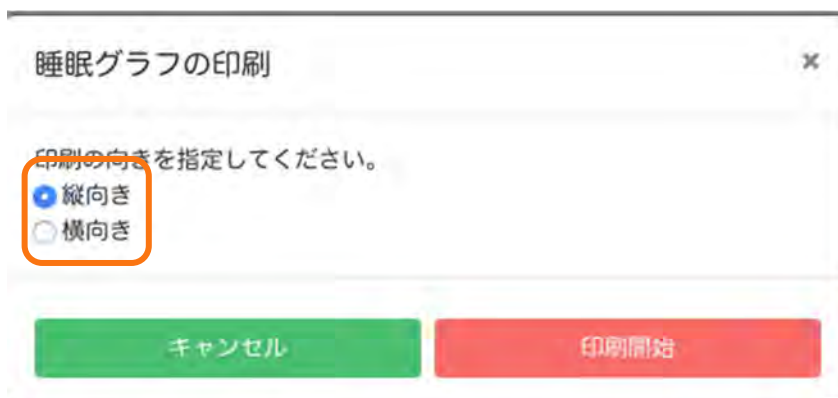 睡眠グラフの印刷
×
印刷の向きを指定してください。
縦向き
横向き
キャンセル
印刷開始